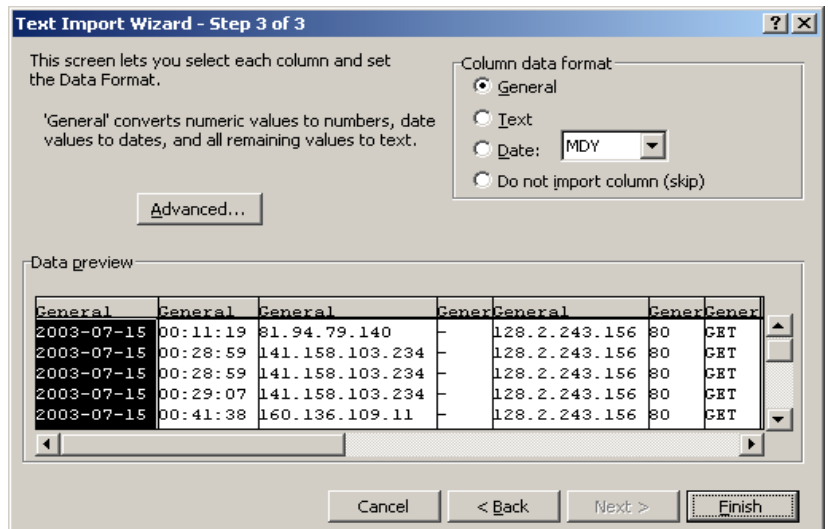 Text Import Wizard - Step 3 of 3
This screen lets you select each column and set
the Data Format.
'General' converts numeric values to numbers, date
values to dates, and all remaining values to text.
Advanced...
Column data format
General
Text
Date: MDY
Do not import column (skip)
Data preview
General General General Gener General Gener Gener
2003-07-15 00:11:19 81.94.79.140 - 128.2.243.156 80 GET
2003-07-15 00:28:59 141.158.103.234 - 128.2.243.156 80 GET
2003-07-15 00:28:59 141.158.103.234 - 128.2.243.156 80 GET
2003-07-15 00:29:07 141.158.103.234 - 128.2.243.156 80 GET
2003-07-15 00:41:38 160.136.109.11 - 128.2.243.156 80 GET
Cancel < Back Next > Finish